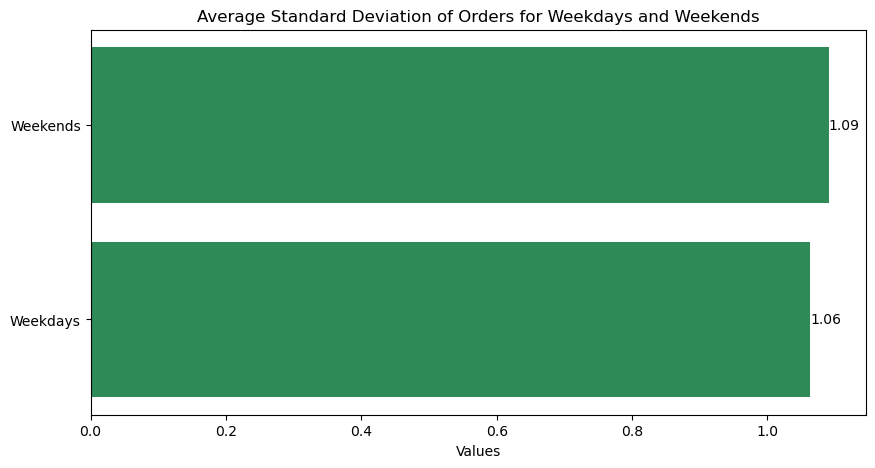 Average Standard Deviation of Orders for Weekdays and Weekends
Weekends
1.09
Weekdays
1.06
0.0 0.2 0.4 0.6 0.8 1.0
Values